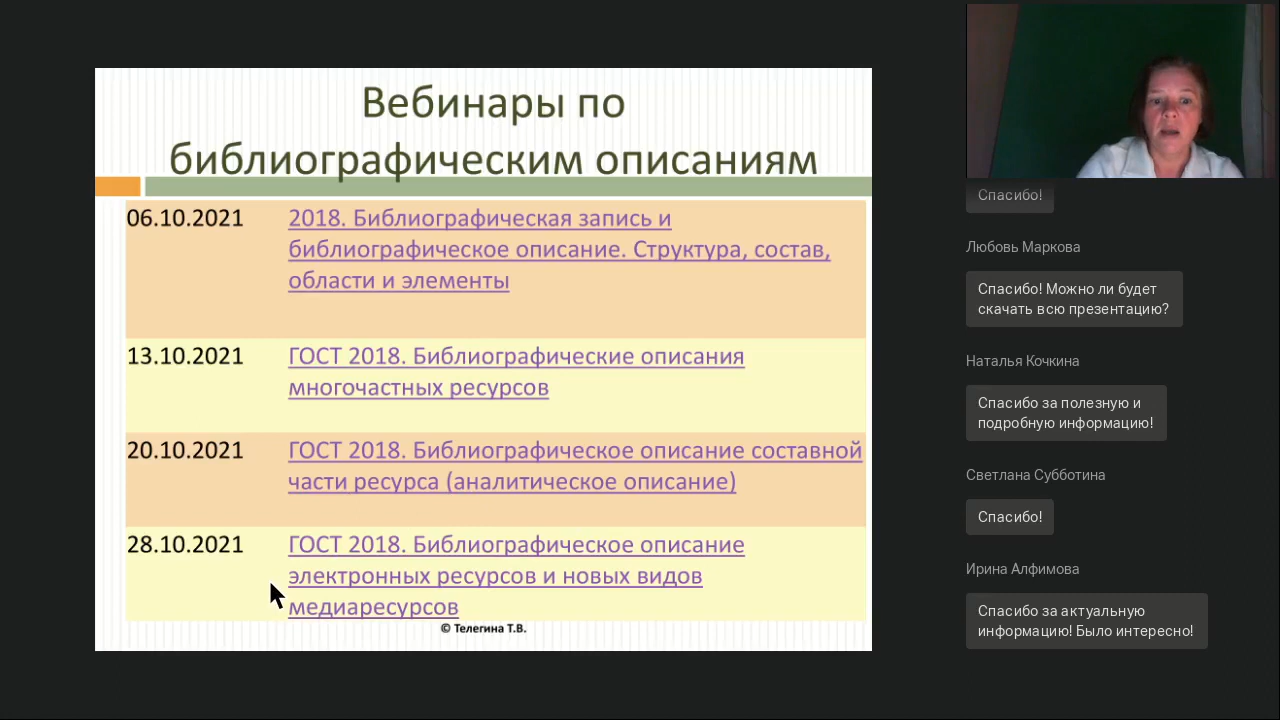 Вебинары по
библиографическим описаниям
06.10.2021
2018. Библиографическая запись и
библиографическое описание. Структура, состав,
области и элементы
13.10.2021
ГОСТ 2018. Библиографические описания
многочастных ресурсов
20.10.2021
ГОСТ 2018. Библиографическое описание составной
части ресурса (аналитическое описание)
28.10.2021
ГОСТ 2018. Библиографическое описание
электронных ресурсов и новых видов
медиаресурсов
© Телегина Т.В.
Спасибо!
Любовь Маркова
Спасибо! Можно ли будет
скачать всю презентацию?
Наталья Кочкина
Спасибо за полезную и
подробную информацию!
Светлана Субботина
Спасибо!
Ирина Алфимова
Спасибо за актуальную
информацию! Было интересно!